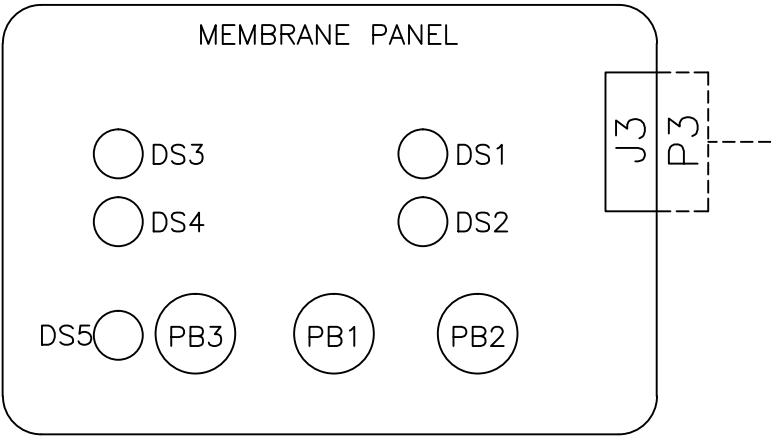 MEMBRANE PANEL
J3
P3
DS3
DS1
DS4
DS2
DS5
PB3
PB1
PB2